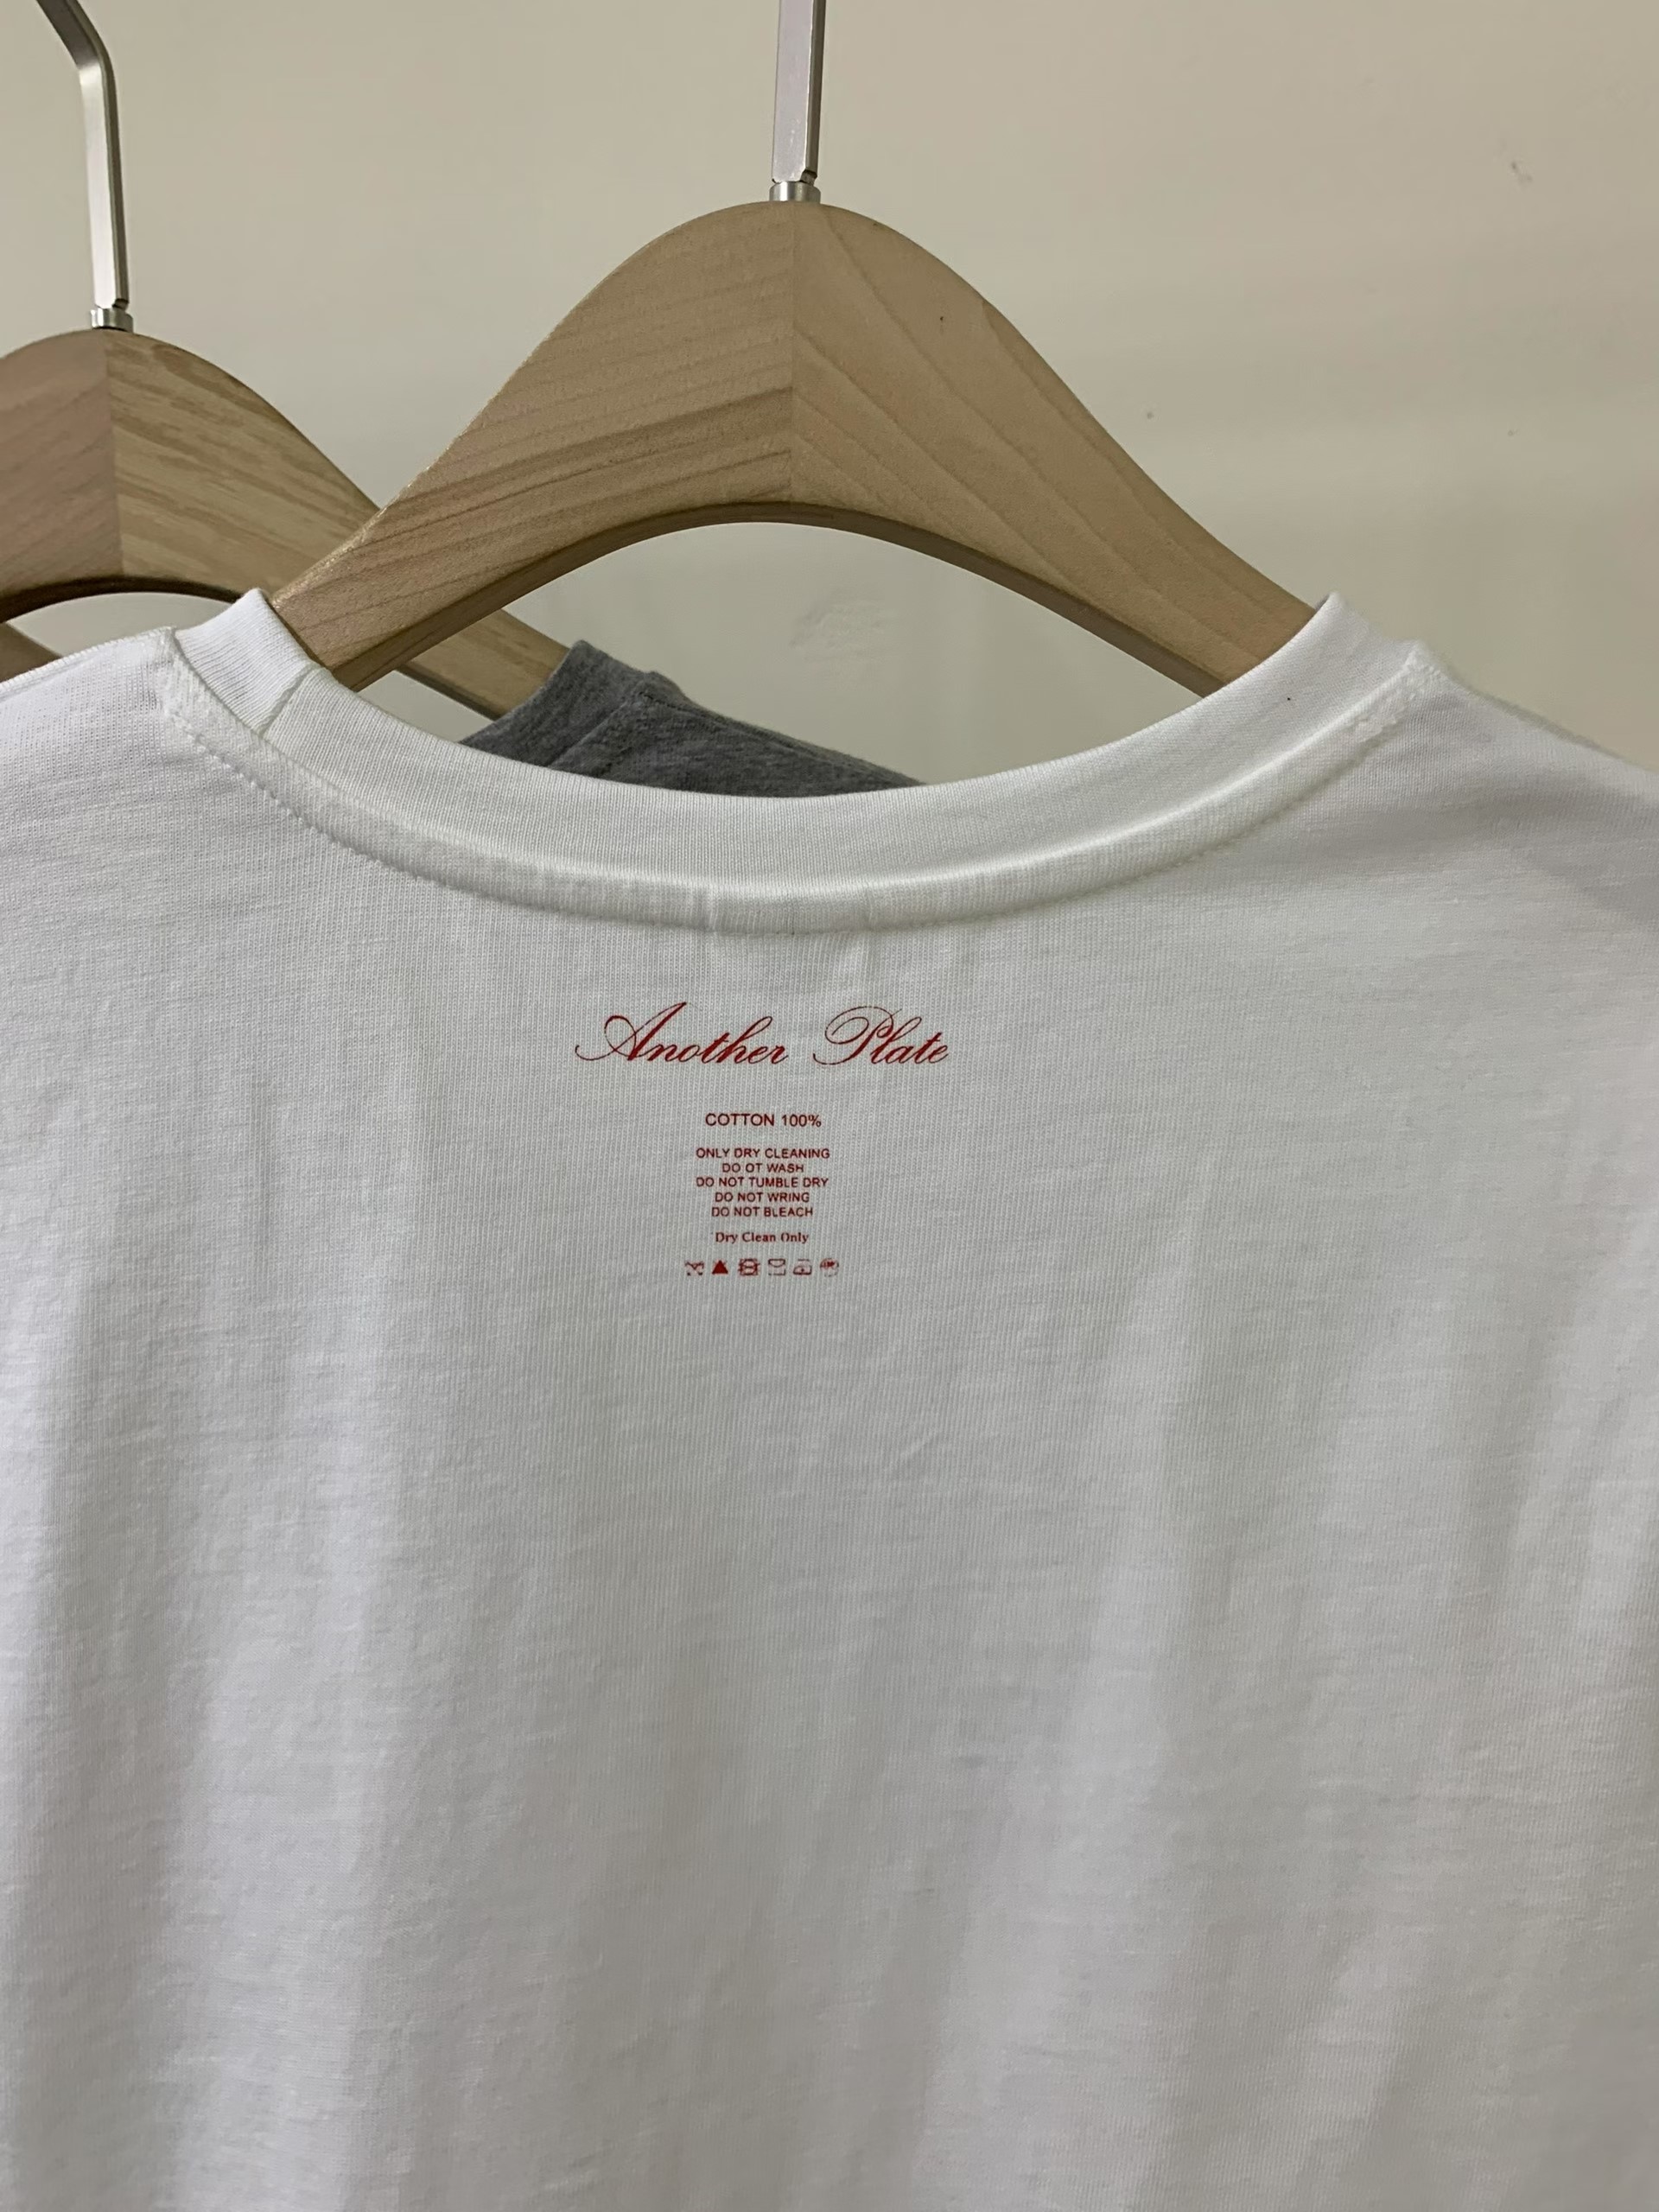 Another Plate
COTTON 100%
ONLY DRY CLEANING
DO OT WASH
DO NOT TUMBLE DRY
DO NOT WRING
DO NOT BLEACH
Dry Clean Only